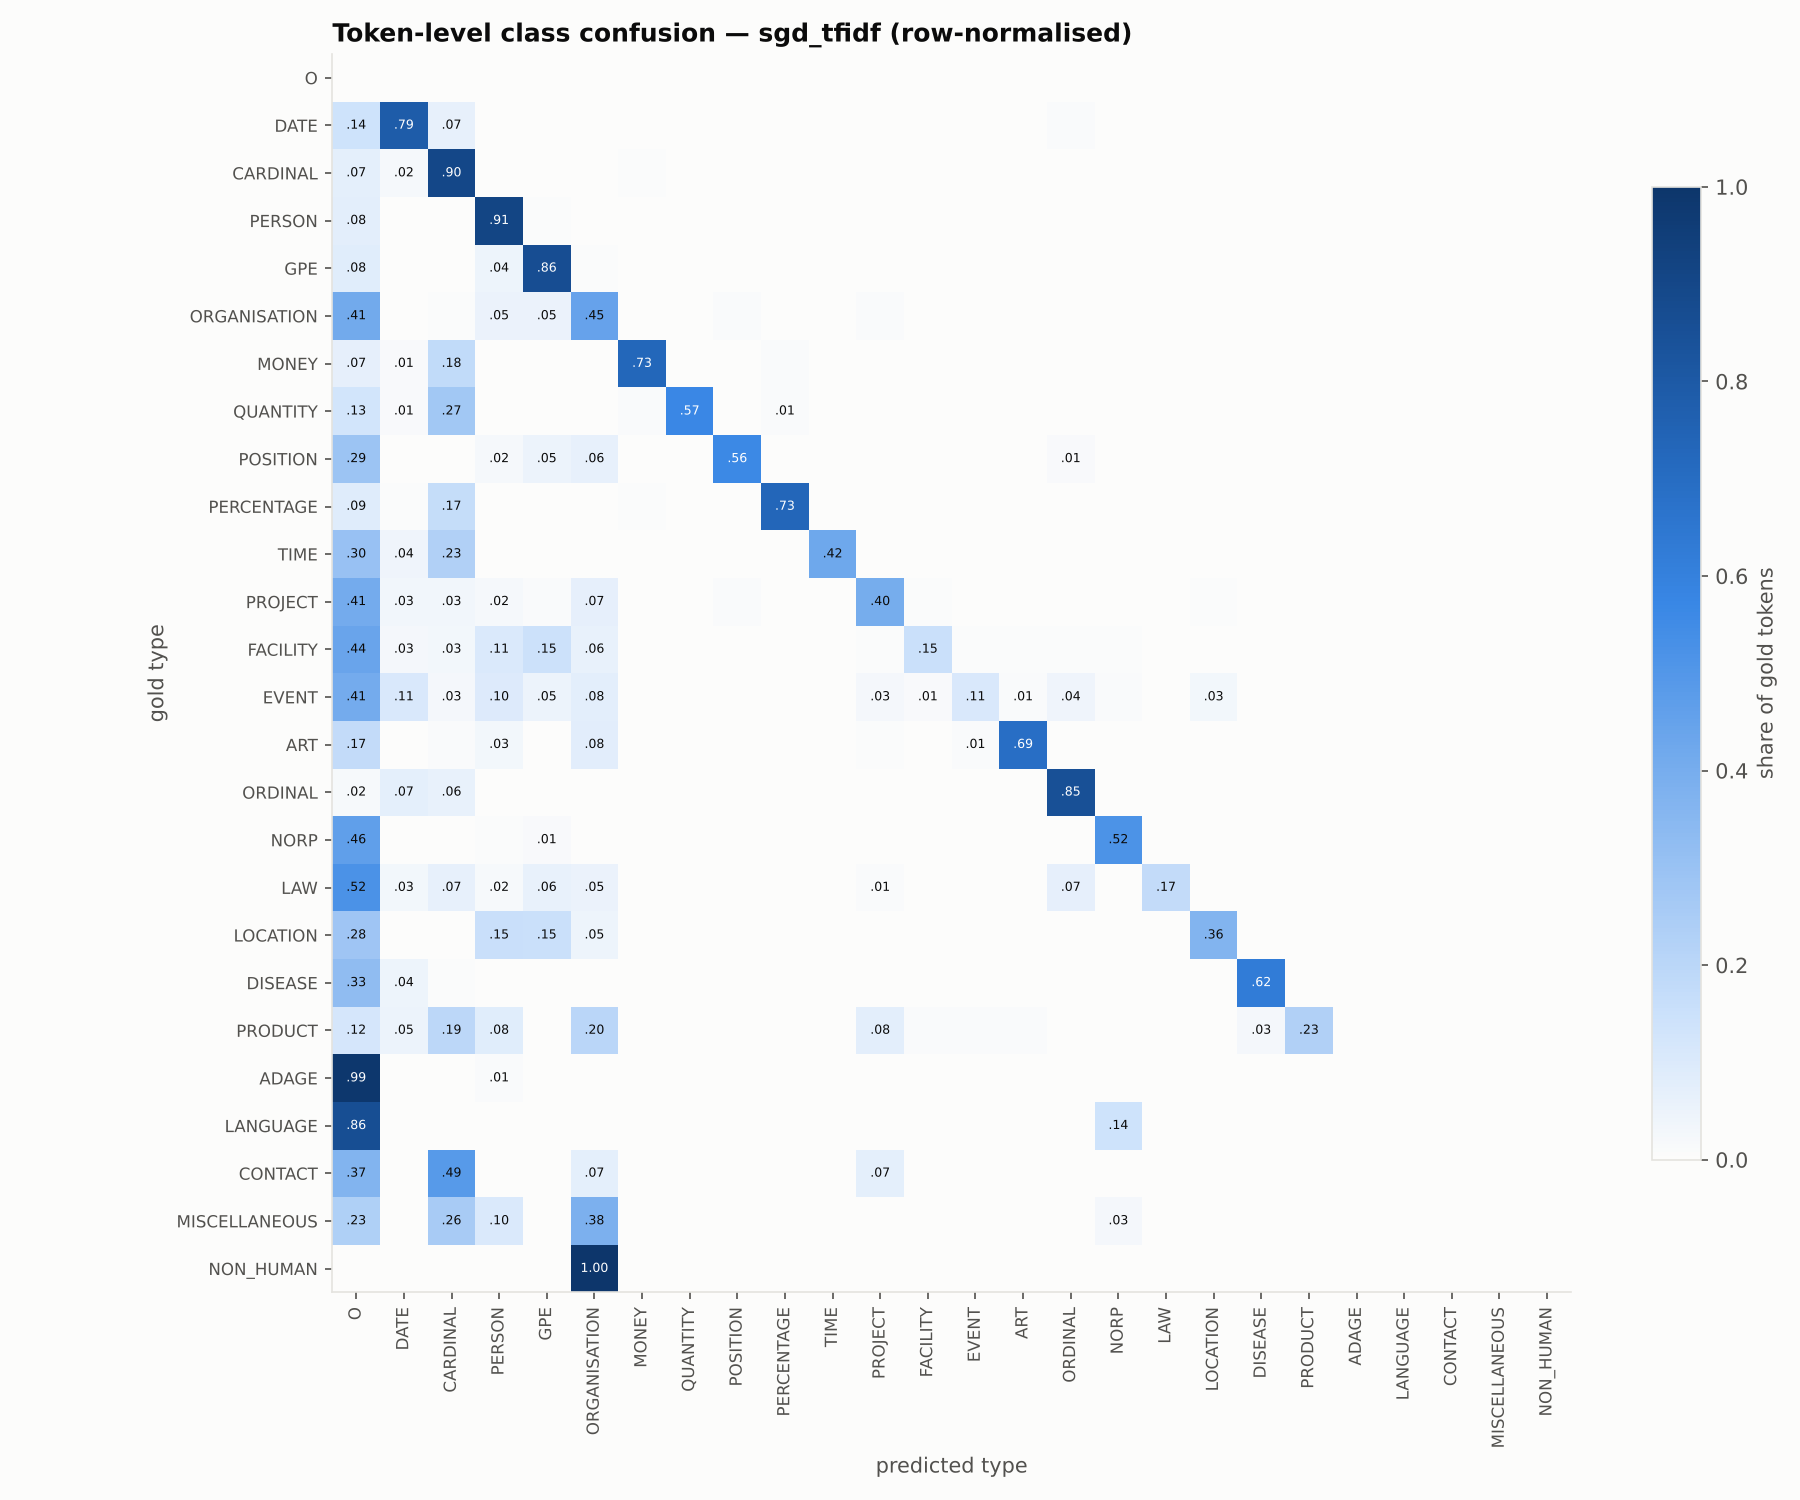 Token-level class confusion — sgd_tfidf (row-normalised)
O
DATE .14 .79 .07
CARDINAL .07 .02 .90
PERSON .08 .91
GPE .08 .04 .86
ORGANISATION .41 .05 .05 .45
MONEY .07 .01 .18 .73
QUANTITY .13 .01 .27 .57 .01
POSITION .29 .02 .05 .06 .56 .01
PERCENTAGE .09 .17 .73
TIME .30 .04 .23 .42
PROJECT .41 .03 .03 .02 .07 .40
FACILITY .44 .03 .03 .11 .15 .06 .15
EVENT .41 .11 .03 .10 .05 .08 .03 .01 .11 .01 .04 .03
ART .17 .03 .08 .01 .69
ORDINAL .02 .07 .06 .85
NORP .46 .01 .52
LAW .52 .03 .07 .02 .06 .05 .01 .07 .17
LOCATION .28 .15 .15 .05 .36
DISEASE .33 .04 .62
PRODUCT .12 .05 .19 .08 .20 .08 .03 .23
ADAGE .99 .01
LANGUAGE .86 .14
CONTACT .37 .49 .07 .07
MISCELLANEOUS .23 .26 .10 .38 .03
NON_HUMAN 1.00
gold type
O DATE CARDINAL PERSON GPE ORGANISATION MONEY QUANTITY POSITION PERCENTAGE TIME PROJECT FACILITY EVENT ART ORDINAL NORP LAW LOCATION DISEASE PRODUCT ADAGE LANGUAGE CONTACT MISCELLANEOUS NON_HUMAN
predicted type
1.0
0.8
0.6
0.4
0.2
0.0
share of gold tokens